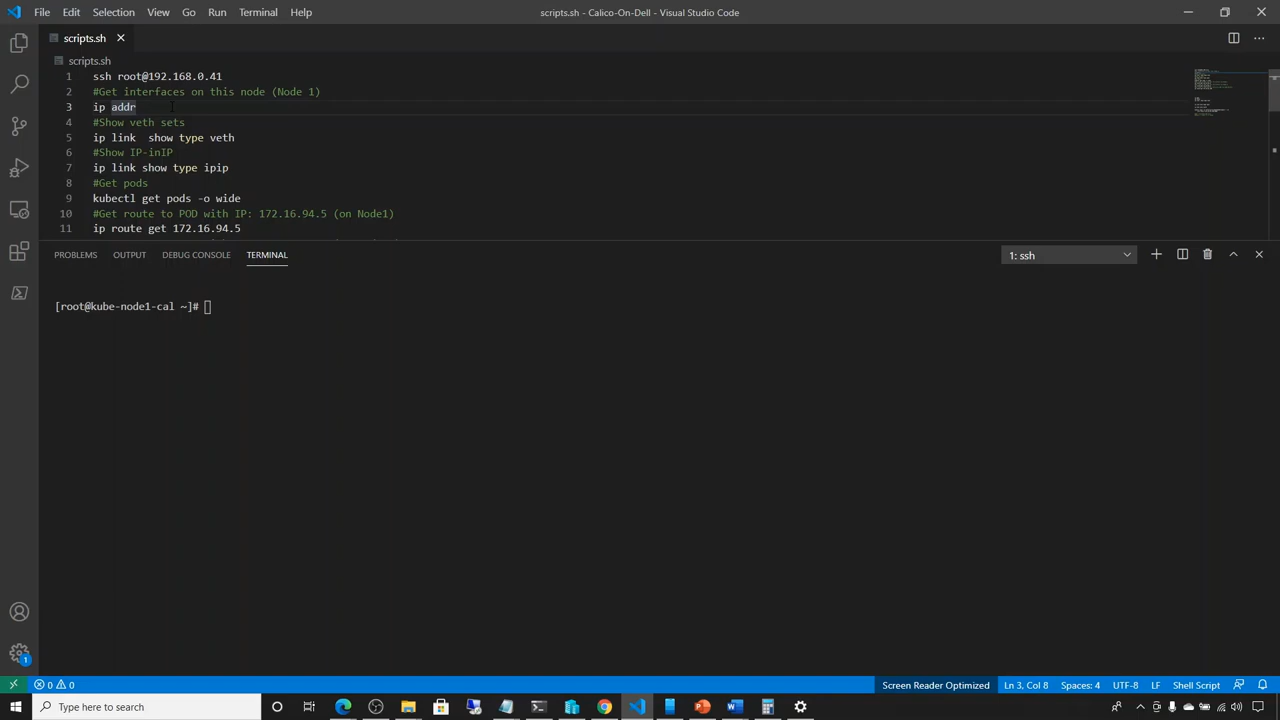 File Edit Selection View Go Run Terminal Help
scripts.sh - Calico-On-Dell - Visual Studio Code
scripts.sh
scripts.sh
1 ssh root@192.168.0.41
2 #Get interfaces on this node (Node 1)
3 ip addr
4 #Show veth sets
5 ip link  show type veth
6 #Show IP-inIP
7 ip link show type ipip
8 #Get pods
9 kubectl get pods -o wide
10 #Get route to POD with IP: 172.16.94.5 (on Node1)
11 ip route get 172.16.94.5
PROBLEMS OUTPUT DEBUG CONSOLE TERMINAL
1: ssh
[root@kube-node1-cal ~]#
1
0 0
Screen Reader Optimized Ln 3, Col 8 Spaces: 4 UTF-8 LF Shell Script
Type here to search